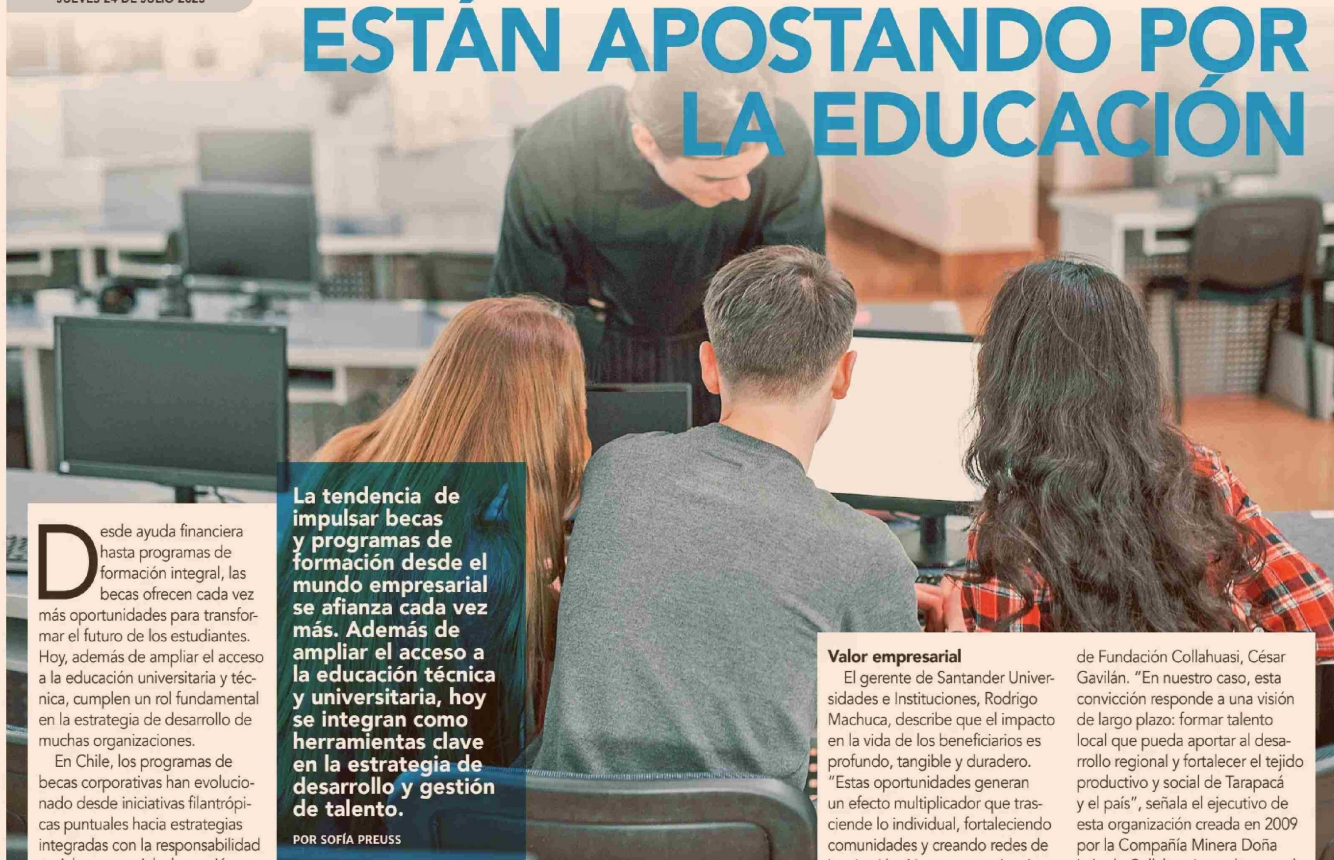 JUEVES 24 DE JULIO 2025
ESTÁN APOSTANDO POR
LA EDUCACIÓN
Desde ayuda financiera
hasta programas de
formación integral, las
becas ofrecen cada vez
más oportunidades para transfor-
mar el futuro de los estudiantes.
Hoy, además de ampliar el acceso
a la educación universitaria y téc-
nica, cumplen un rol fundamental
en la estrategia de desarrollo de
muchas organizaciones.
En Chile, los programas de
becas corporativas han evolucio-
nado desde iniciativas filantrópi-
cas puntuales hacia estrategias
integradas con la responsabilidad
La tendencia de
impulsar becas
y programas de
formación desde el
mundo empresarial
se afianza cada vez
más. Además de
ampliar el acceso a
la educación técnica
y universitaria, hoy
se integran como
herramientas clave
en la estrategia de
desarrollo y gestión
de talento.
POR SOFÍA PREUSS
Valor empresarial
El gerente de Santander Univer-
sidades e Instituciones, Rodrigo
Machuca, describe que el impacto
en la vida de los beneficiarios es
profundo, tangible y duradero.
"Estas oportunidades generan
un efecto multiplicador que tras-
ciende lo individual, fortaleciendo
comunidades y creando redes de
de Fundación Collahuasi, César
Gavilán. "En nuestro caso, esta
convicción responde a una visión
de largo plazo: formar talento
local que pueda aportar al desa-
rrollo regional y fortalecer el tejido
productivo y social de Tarapacá
y el país", señala el ejecutivo de
esta organización creada en 2009
por la Compañía Minera Doña